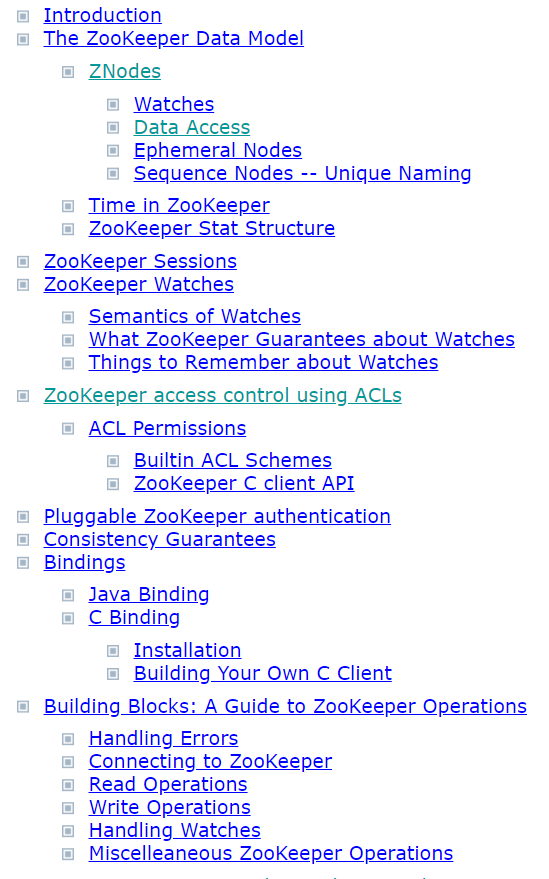 Introduction
The ZooKeeper Data Model
ZNodes
Watches
Data Access
Ephemeral Nodes
Sequence Nodes -- Unique Naming
Time in ZooKeeper
ZooKeeper Stat Structure
ZooKeeper Sessions
ZooKeeper Watches
Semantics of Watches
What ZooKeeper Guarantees about Watches
Things to Remember about Watches
ZooKeeper access control using ACLs
ACL Permissions
Builtin ACL Schemes
ZooKeeper C client API
Pluggable ZooKeeper authentication
Consistency Guarantees
Bindings
Java Binding
C Binding
Installation
Building Your Own C Client
Building Blocks: A Guide to ZooKeeper Operations
Handling Errors
Connecting to ZooKeeper
Read Operations
Write Operations
Handling Watches
Miscelleaneous ZooKeeper Operations